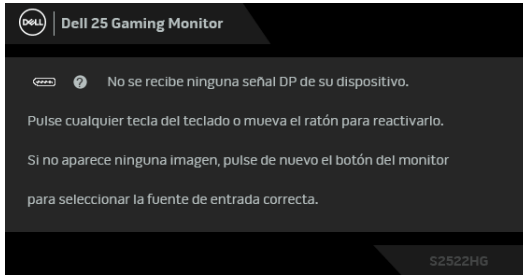 DELL Dell 25 Gaming Monitor
No se recibe ninguna señal DP de su dispositivo.
Pulse cualquier tecla del teclado o mueva el ratón para reactivarlo.
Si no aparece ninguna imagen, pulse de nuevo el botón del monitor
para seleccionar la fuente de entrada correcta.
S2522HG